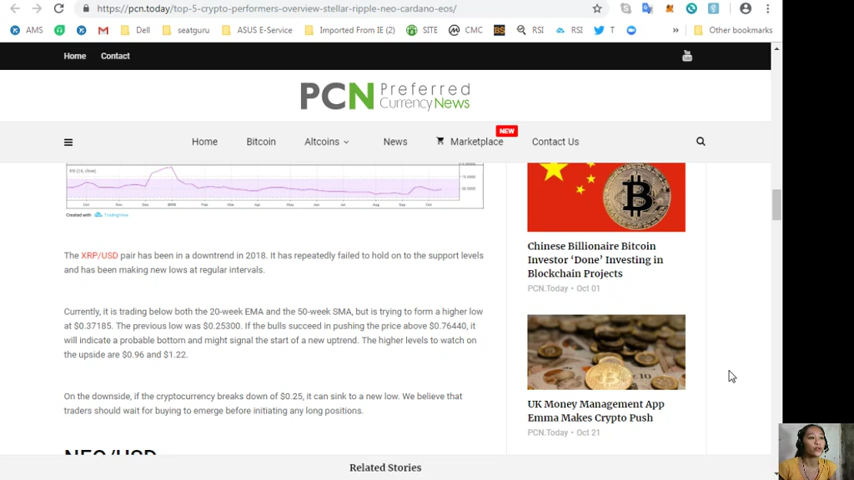 https://pcn.today/top-5-crypto-performers-overview-stellar-ripple-neo-cardano-eos/
AMS
Dell
seatguru
ASUS E-Service
Imported From IE (2)
SITE
CMC
BS
RSI
RSI
T
»
Other bookmarks
Home
Contact
PCN Preferred
Currency News
NEW
Home
Bitcoin
Altcoins
News
Marketplace
Contact Us
Created with TradingView
The XRP/USD pair has been in a downtrend in 2018. It has repeatedly failed to hold on to the support levels
and has been making new lows at regular intervals.
Currently, it is trading below both the 20-week EMA and the 50-week SMA, but is trying to form a higher low
at $0.37185. The previous low was $0.25300. If the bulls succeed in pushing the price above $0.76440, it
will indicate a probable bottom and might signal the start of a new uptrend. The higher levels to watch on
the upside are $0.96 and $1.22.
On the downside, if the cryptocurrency breaks down of $0.25, it can sink to a new low. We believe that
traders should wait for buying to emerge before initiating any long positions.
NEO/USD
Chinese Billionaire Bitcoin
Investor ‘Done’ Investing in
Blockchain Projects
PCN.Today • Oct 01
UK Money Management App
Emma Makes Crypto Push
PCN.Today • Oct 21
Related Stories